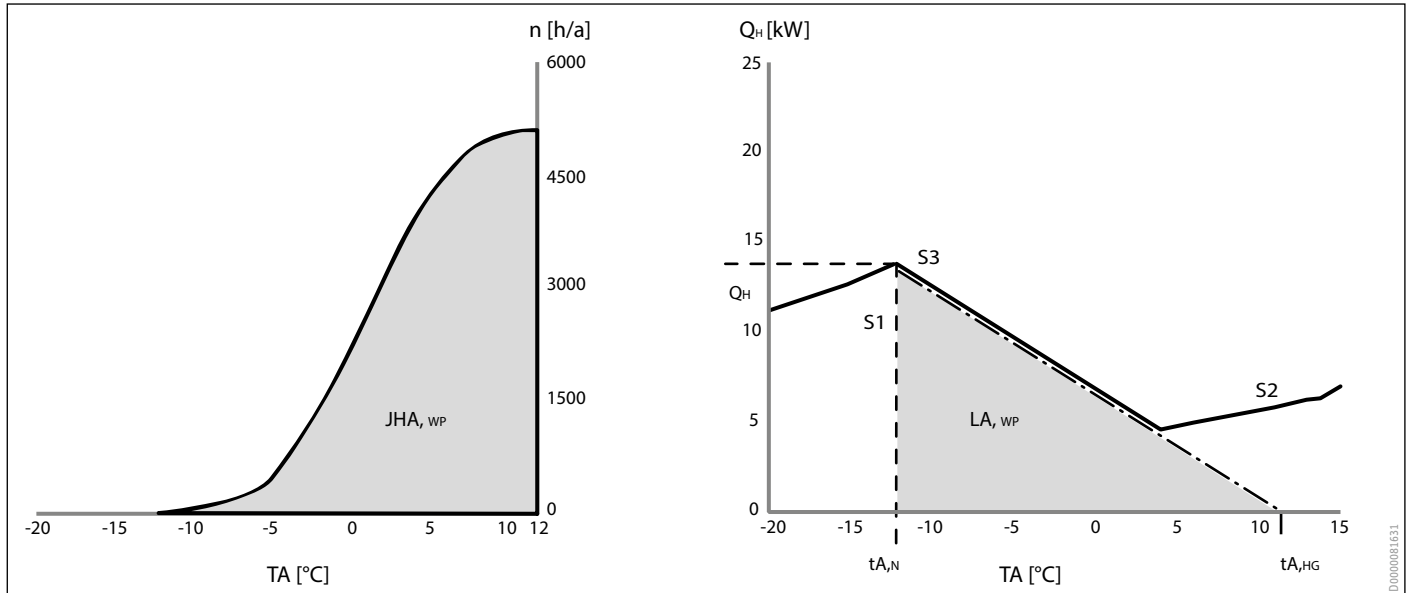 n [h/a]
6000
4500
3000
1500
0
JHA, WP
-20 -15 -10 -5 0 5 10 12
TA [°C]
QH [kW]
25
20
15
QH
10
5
0
S3
S1
S2
LA, WP
-20 -15 -10 -5 0 5 10 15
tA,N
TA [°C]
tA,HG
D0000081631